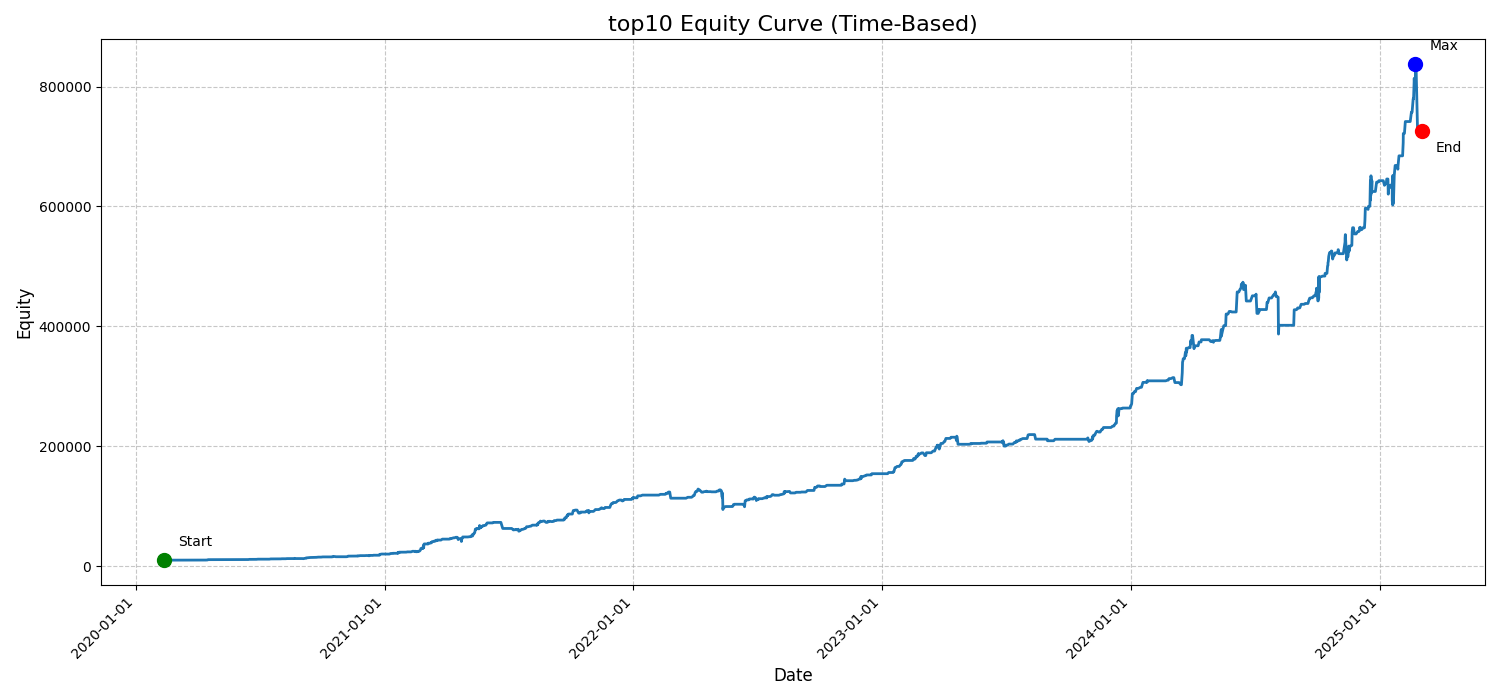 top10 Equity Curve (Time-Based)
Max
800000
End
600000
Equity
400000
200000
Start
0
2020-01-01
2021-01-01
2022-01-01
2023-01-01
2024-01-01
2025-01-01
Date